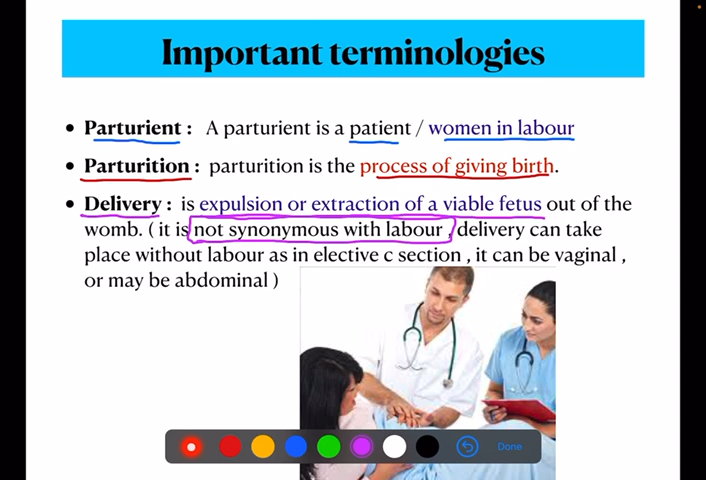 Important terminologies
• Parturient : A parturient is a patient / women in labour
• Parturition : parturition is the process of giving birth.
• Delivery : is expulsion or extraction of a viable fetus out of the
womb. ( it is not synonymous with labour , delivery can take
place without labour as in elective c section , it can be vaginal ,
or may be abdominal )
Done